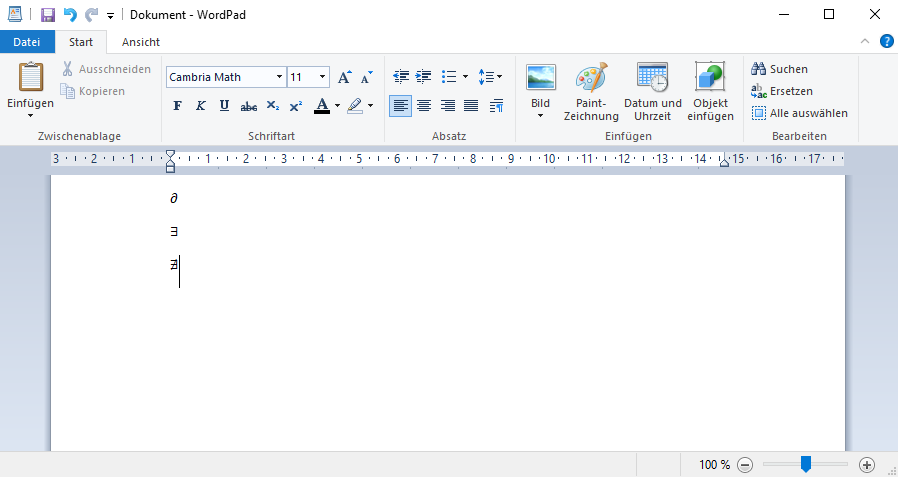 Dokument - WordPad
Datei Start Ansicht
Einfügen
Ausschneiden
Kopieren
Zwischenablage
Cambria Math 11
F K U abc X₂ X²
A
Schriftart
Absatz
Bild
Paint-
Zeichnung
Datum und
Uhrzeit
Objekt
einfügen
Einfügen
Suchen
Ersetzen
Alle auswählen
Bearbeiten
3 2 1 1 2 3 4 5 6 7 8 9 10 11 12 13 14 15 16 17
∂
∃
∄
100 %